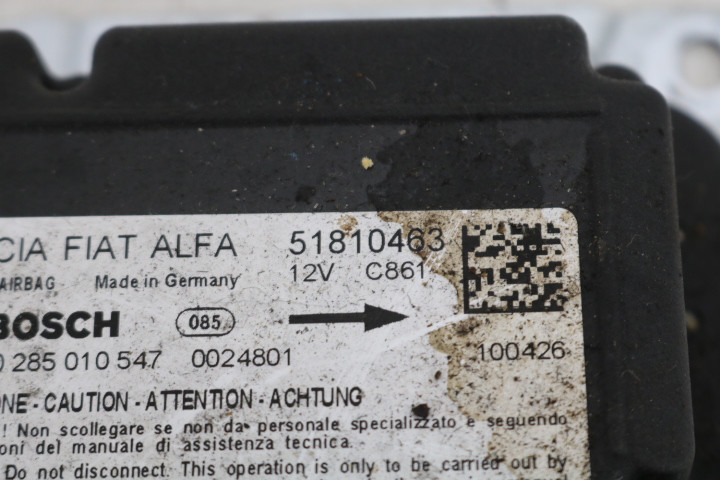 CIA FIAT ALFA 51810463
AIRBAG Made in Germany 12V C861
BOSCH 085
0 285 010 547 0024801 100426
NE - CAUTION - ATTENTION - ACHTUNG
! Non scollegare se non da personale specializzato e seguendo
oni del manuale di assistenza tecnica.
Do not disconnect. This operation is only to be carried out by